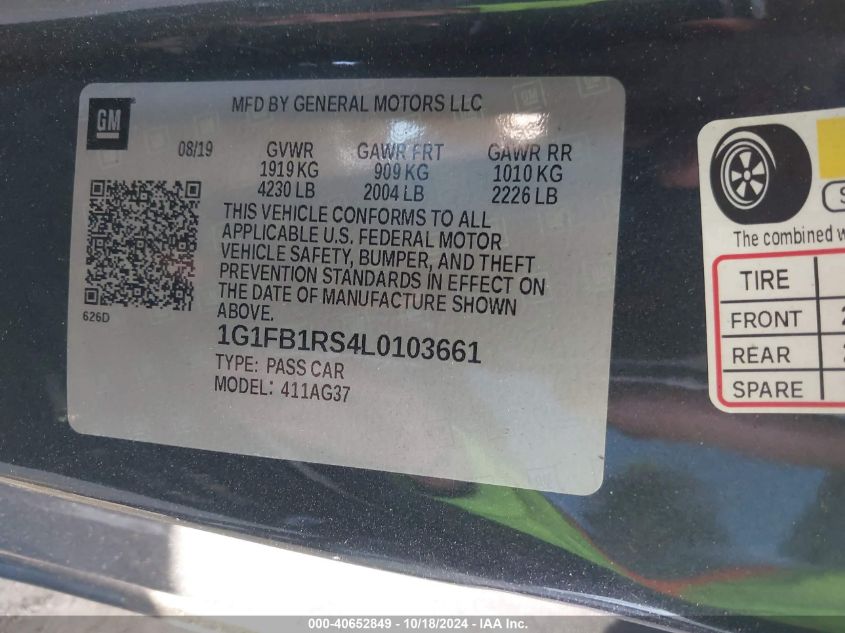 MFD BY GENERAL MOTORS LLC
GM
08/19 GVWR GAWR FRT GAWR RR
1919 KG 909 KG 1010 KG
4230 LB 2004 LB 2226 LB
THIS VEHICLE CONFORMS TO ALL
APPLICABLE U.S. FEDERAL MOTOR
VEHICLE SAFETY, BUMPER, AND THEFT
PREVENTION STANDARDS IN EFFECT ON
THE DATE OF MANUFACTURE SHOWN
ABOVE.
626D
1G1FB1RS4L0103661
TYPE: PASS CAR
MODEL: 411AG37
The combined
TIRE
FRONT
REAR
SPARE
000-40652849 - 10/18/2024 - IAA Inc.